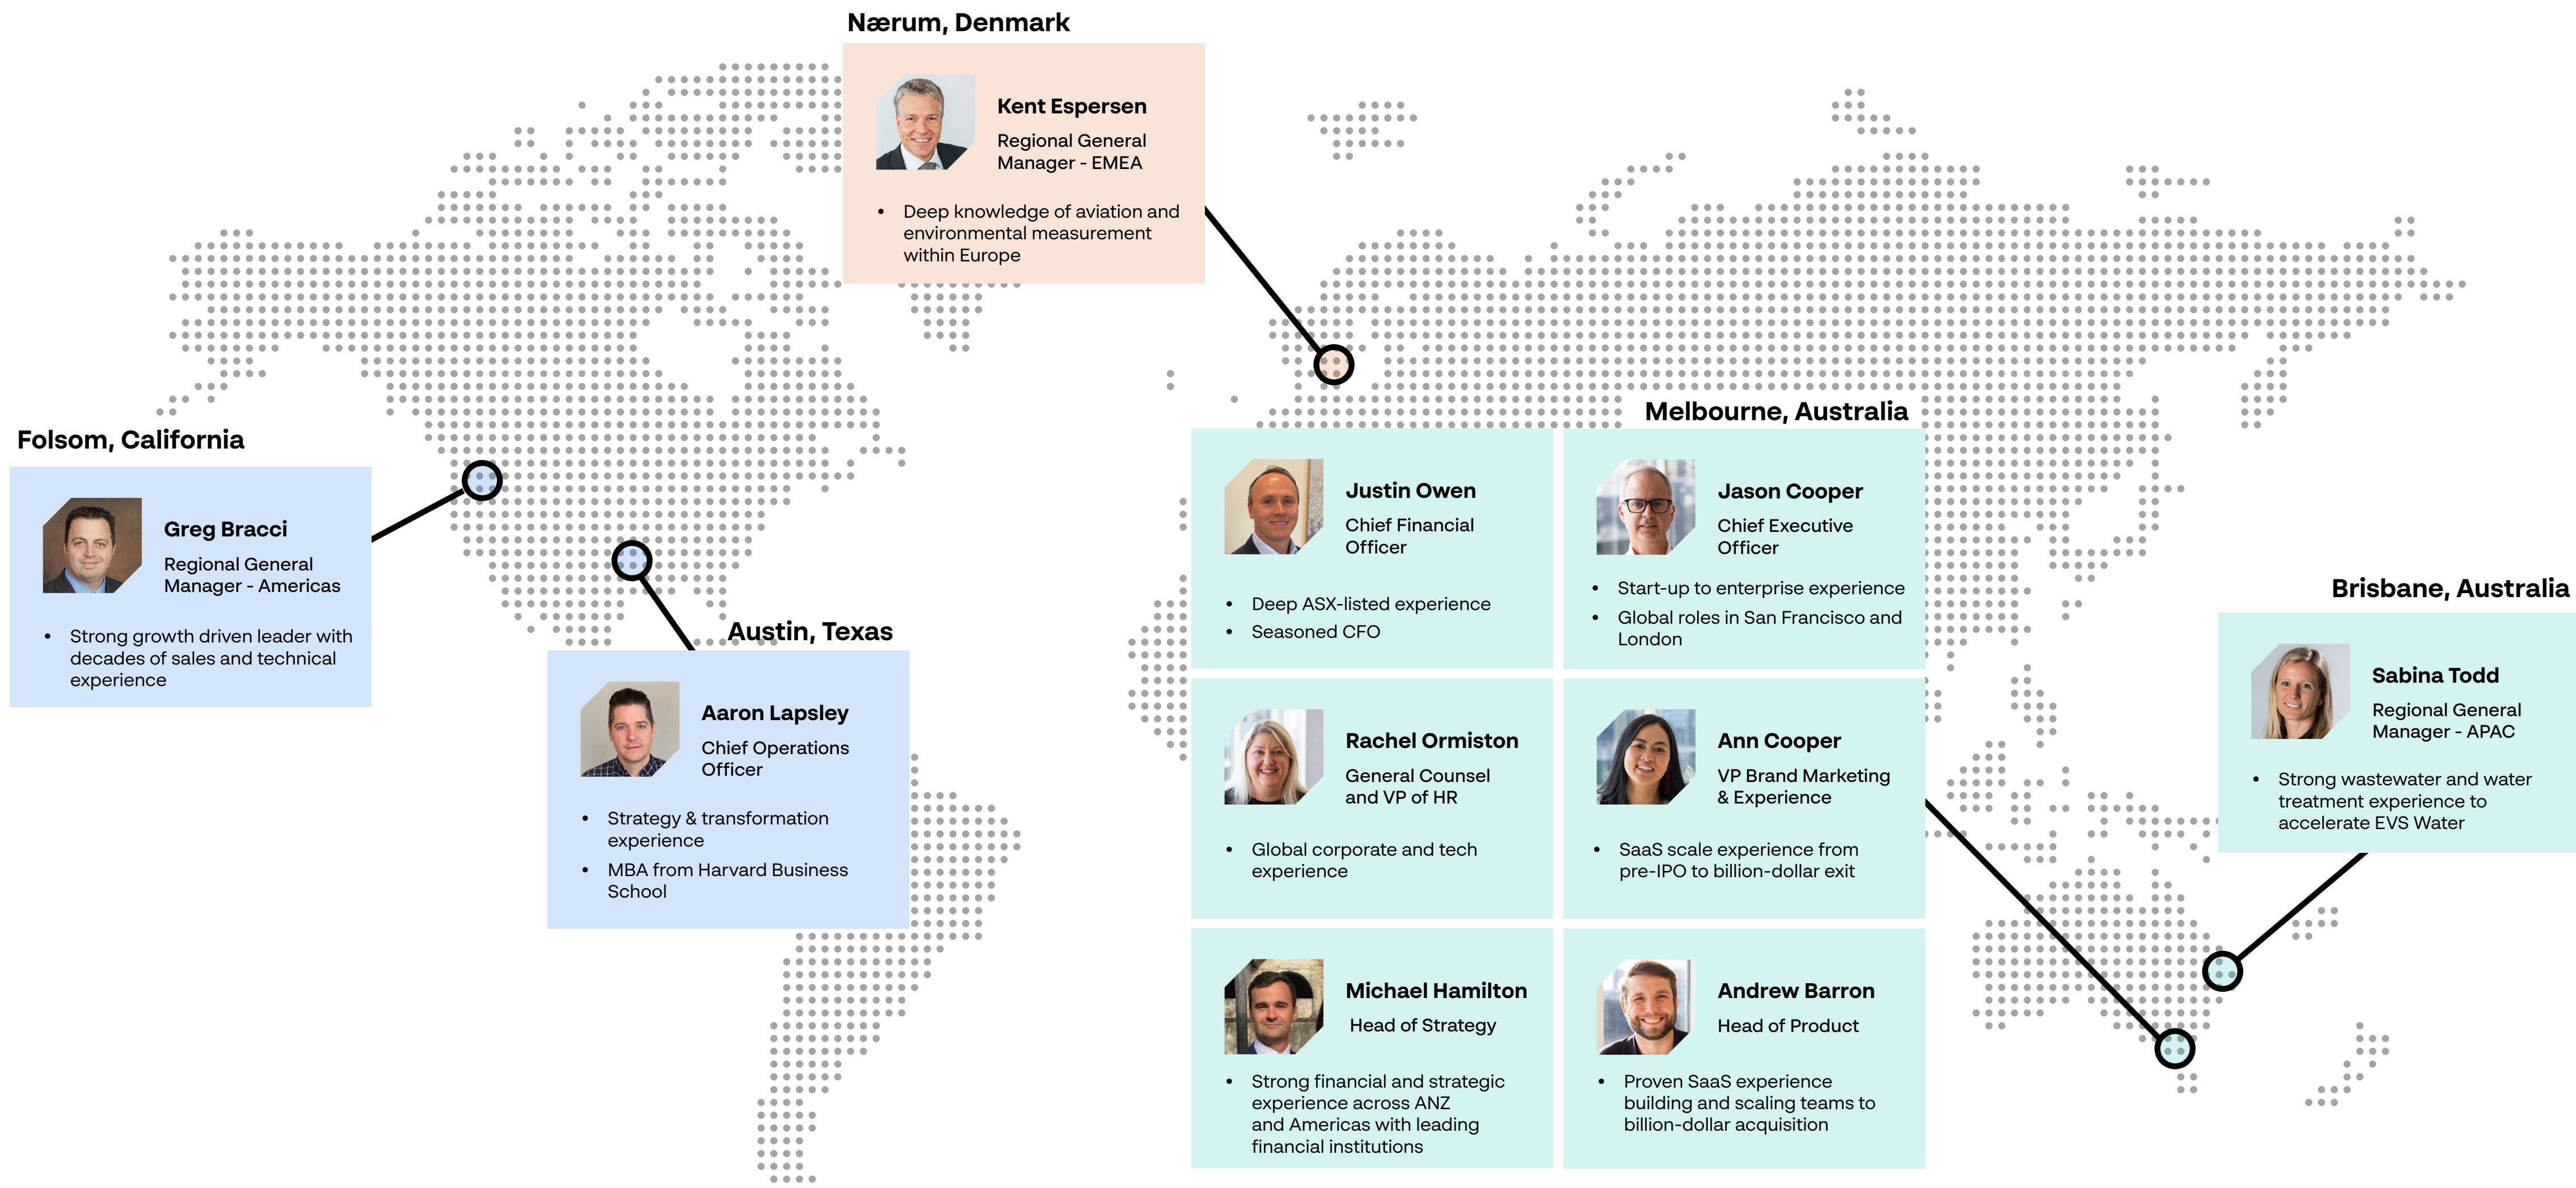 Nærum, Denmark
Kent Espersen
Regional General
Manager - EMEA
• Deep knowledge of aviation and
environmental measurement
within Europe
Folsom, California
Greg Bracci
Regional General
Manager - Americas
• Strong growth driven leader with
decades of sales and technical
experience
Austin, Texas
Aaron Lapsley
Chief Operations
Officer
• Strategy & transformation
experience
• MBA from Harvard Business
School
Melbourne, Australia
Justin Owen
Chief Financial
Officer
• Deep ASX-listed experience
• Seasoned CFO
Jason Cooper
Chief Executive
Officer
• Start-up to enterprise experience
• Global roles in San Francisco and
London
Rachel Ormiston
General Counsel
and VP of HR
• Global corporate and tech
experience
Ann Cooper
VP Brand Marketing
& Experience
• SaaS scale experience from
pre-IPO to billion-dollar exit
Michael Hamilton
Head of Strategy
• Strong financial and strategic
experience across ANZ
and Americas with leading
financial institutions
Andrew Barron
Head of Product
• Proven SaaS experience
building and scaling teams to
billion-dollar acquisition
Brisbane, Australia
Sabina Todd
Regional General
Manager - APAC
• Strong wastewater and water
treatment experience to
accelerate EVS Water